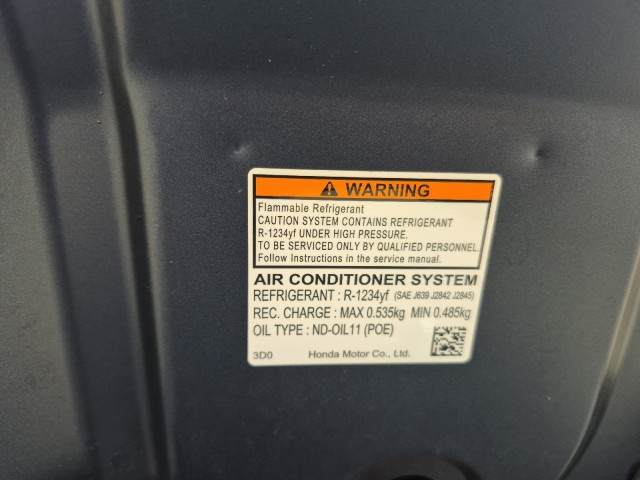 WARNING
Flammable Refrigerant
CAUTION SYSTEM CONTAINS REFRIGERANT
R-1234yf UNDER HIGH PRESSURE.
TO BE SERVICED ONLY BY QUALIFIED PERSONNEL.
Follow Instructions in the service manual.
AIR CONDITIONER SYSTEM
REFRIGERANT : R-1234yf (SAE J639 J2842 J2845)
REC. CHARGE : MAX 0.535kg MIN 0.485kg
OIL TYPE : ND-OIL11 (POE)
3D0 Honda Motor Co., Ltd.